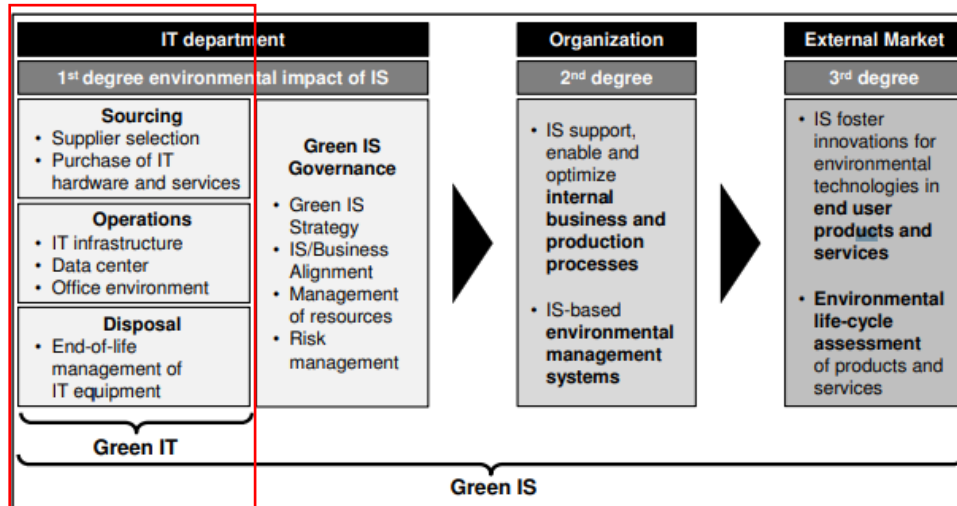 IT department
1st degree environmental impact of IS
Sourcing
• Supplier selection
• Purchase of IT
hardware and services
Operations
• IT infrastructure
• Data center
• Office environment
Disposal
• End-of-life
management of
IT equipment
Green IS
Governance
• Green IS
Strategy
• IS/Business
Alignment
• Management
of resources
• Risk
management
Organization
2nd degree
• IS support,
enable and
optimize
internal
business and
production
processes
• IS-based
environmental
management
systems
External Market
3rd degree
• IS foster
innovations for
environmental
technologies in
end user
products and
services
• Environmental
life-cycle
assessment
of products and
services
Green IT
Green IS